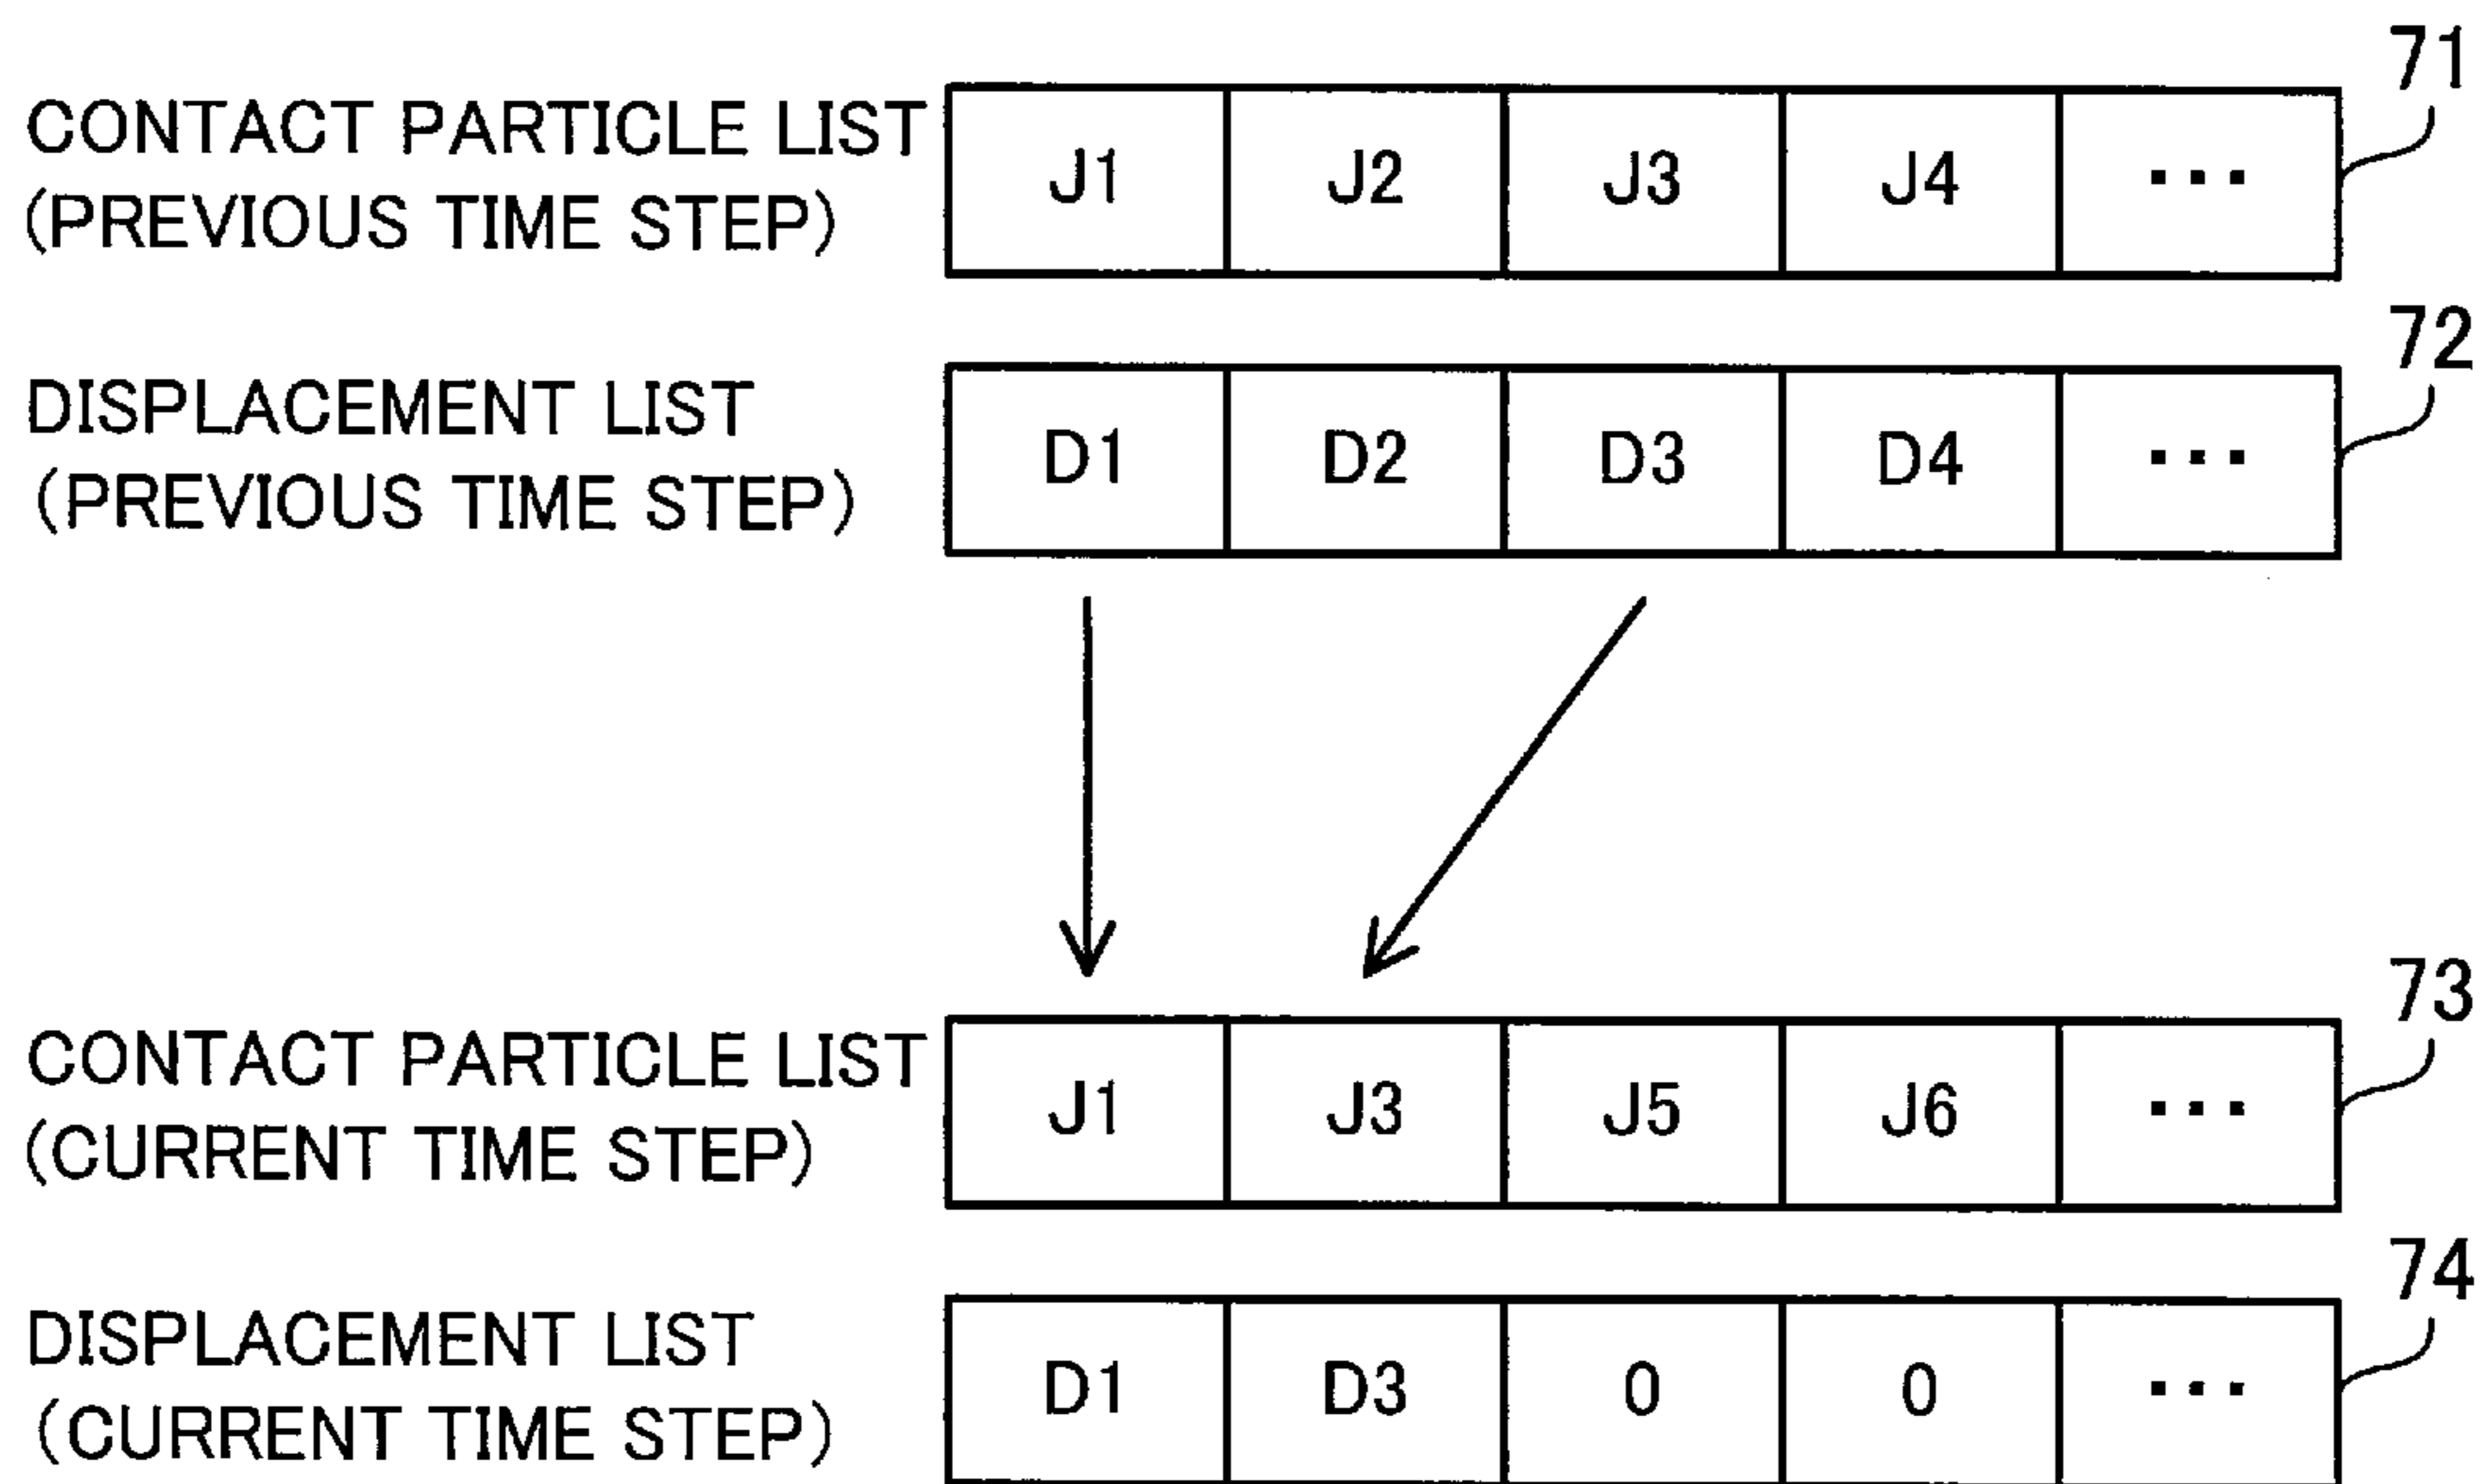 71
CONTACT PARTICLE LIST J1 J2 J3 J4 ...
(PREVIOUS TIME STEP)
72
DISPLACEMENT LIST D1 D2 D3 D4 ...
(PREVIOUS TIME STEP)
73
CONTACT PARTICLE LIST J1 J3 J5 J6 ...
(CURRENT TIME STEP)
74
DISPLACEMENT LIST D1 D3 0 0 ...
(CURRENT TIME STEP)